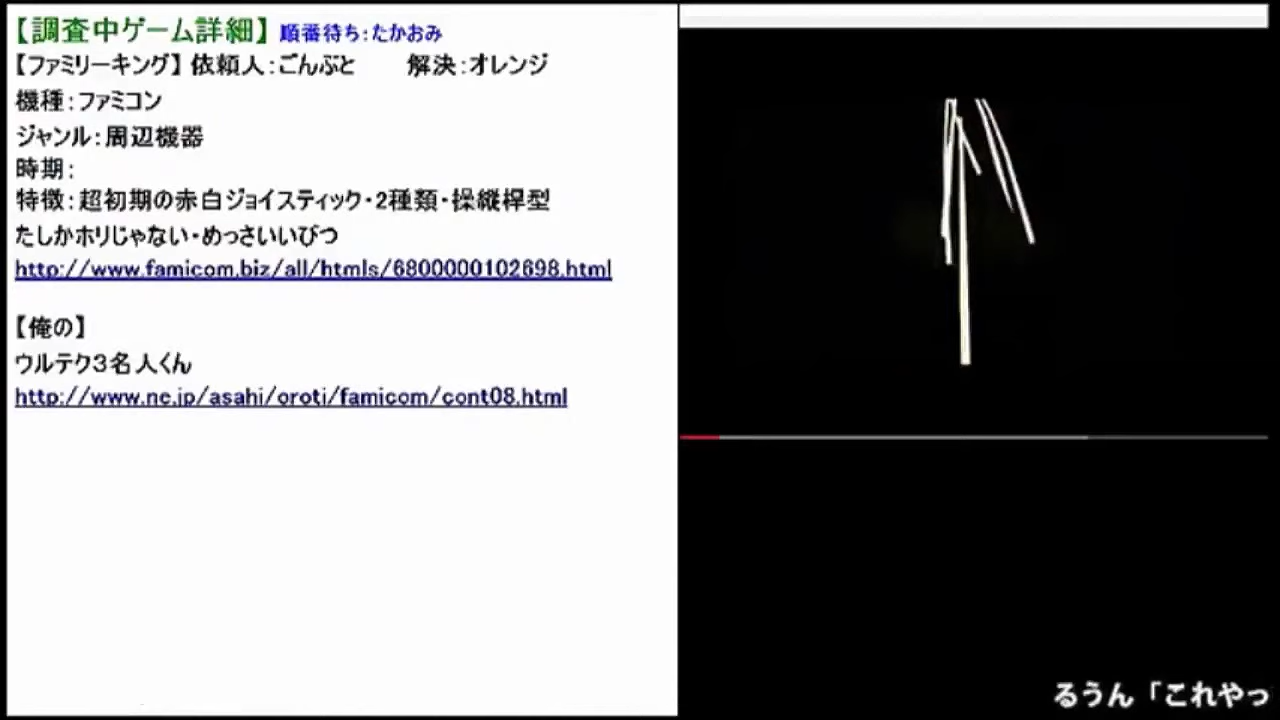 【調査中ゲーム詳細】 順番待ち:たかおみ
【ファミリーキング】 依頼人:ごんぶと 解決:オレンジ
機種:ファミコン
ジャンル:周辺機器
時期:
特徴:超初期の赤白ジョイスティック・2種類・操縦桿型
たしかホリじゃない・めっさいいびつ
http://www.famicom.biz/all/htmls/6800000102698.html
【俺の】
ウルテク3名人くん
http://www.ne.jp/asahi/oroti/famicom/cont08.html
るうん「これやっ